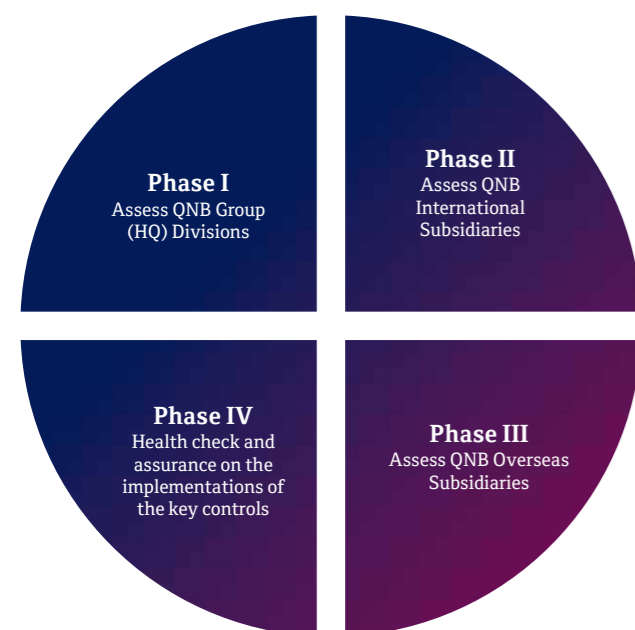 Phase I
Assess QNB Group
(HQ) Divisions
Phase II
Assess QNB
International
Subsidiaries
Phase III
Assess QNB Overseas
Subsidiaries
Phase IV
Health check and
assurance on the
implementations of
the key controls